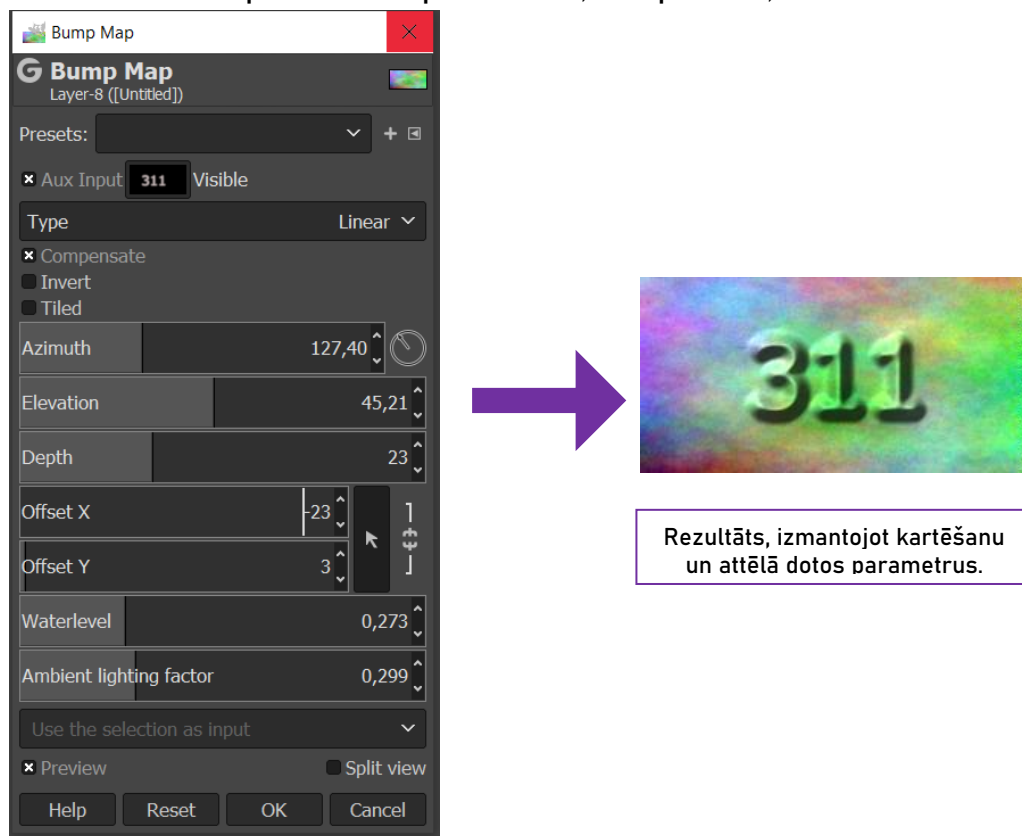 Bump Map
Bump Map
Layer-8 ([Untitled])
Presets:
Aux Input 311 Visible
Type Linear
Compensate
Invert
Tiled
Azimuth 127,40
Elevation 45,21
Depth 23
Offset X -23
Offset Y 3
Waterlevel 0,273
Ambient lighting factor 0,299
Use the selection as input
Preview Split view
Help Reset OK Cancel
311
Rezultāts, izmantojot kartēšanu
un attēlā dotos parametrus.